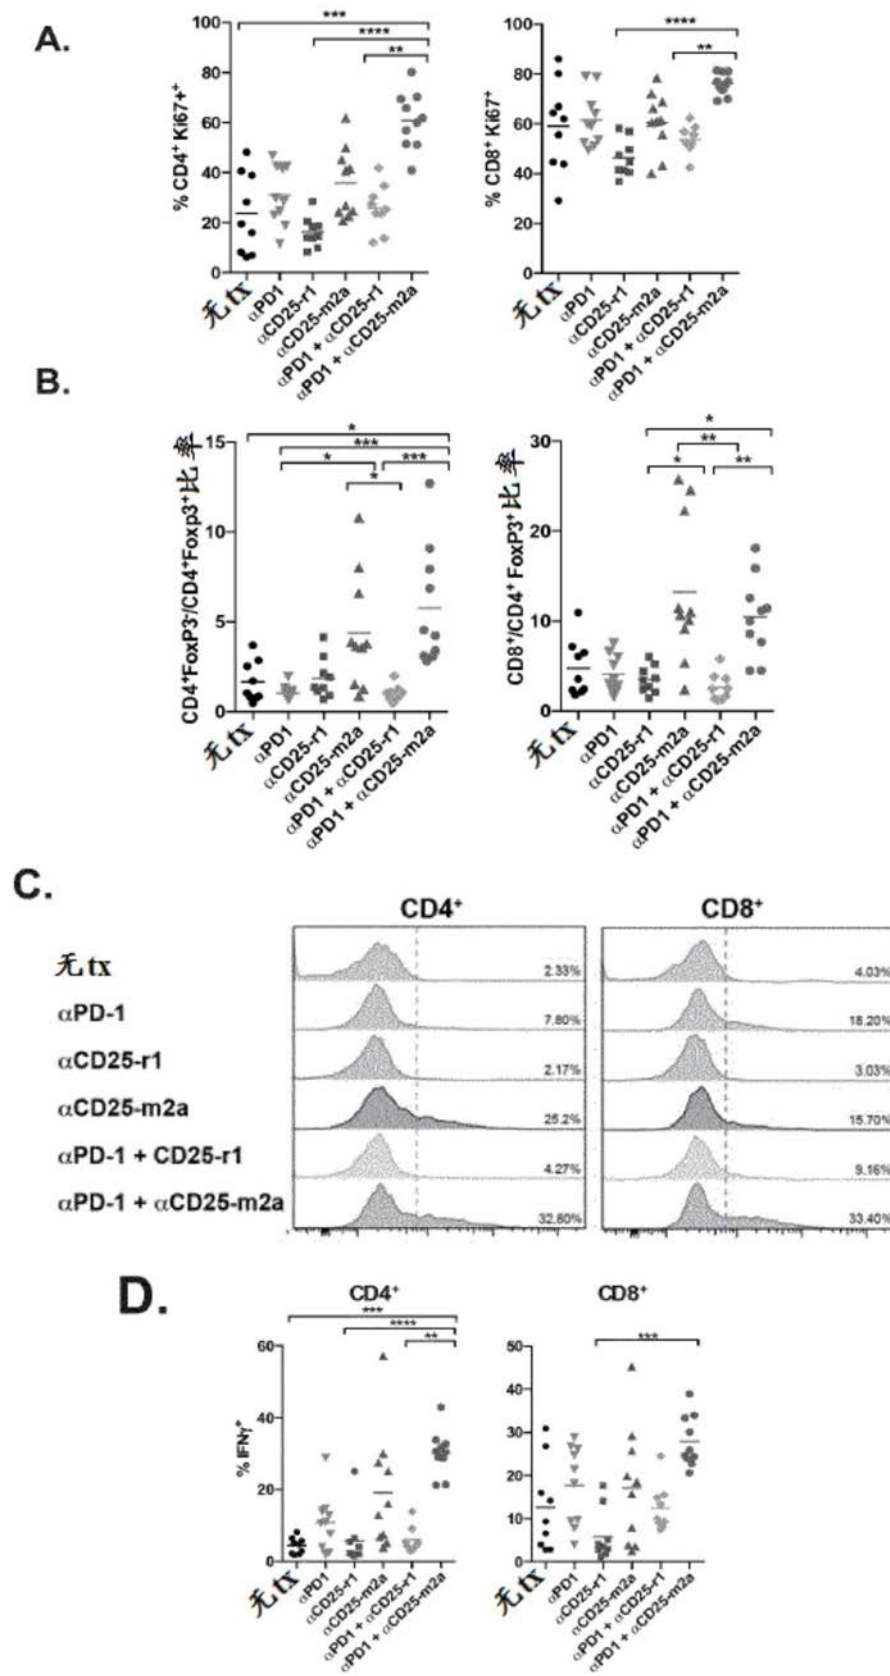 A.
***
****
**
% CD4⁺ Ki67+⁺
100
80
60
40
20
0
无tx
αPD1
αCD25-r1
αCD25-m2a
αPD1 + αCD25-r1
αPD1 + αCD25-m2a
****
**
% CD8⁺ Ki67⁺
100
80
60
40
20
0
无tx
αPD1
αCD25-r1
αCD25-m2a
αPD1 + αCD25-r1
αPD1 + αCD25-m2a
B.
*
***
*
***
*
CD4⁺FoxP3⁻/CD4⁺Foxp3⁺比率
15
10
5
0
无tx
αPD1
αCD25-r1
αCD25-m2a
αPD1 + αCD25-r1
αPD1 + αCD25-m2a
*
**
*
**
CD8⁺/CD4⁺ FoxP3⁺比率
30
20
10
0
无tx
αPD1
αCD25-r1
αCD25-m2a
αPD1 + αCD25-r1
αPD1 + αCD25-m2a
C.
CD4⁺ CD8⁺
无tx 2.33% 4.03%
αPD-1 7.80% 18.20%
αCD25-r1 2.17% 3.03%
αCD25-m2a 25.2% 15.70%
αPD-1 + CD25-r1 4.27% 9.16%
αPD-1 + αCD25-m2a 32.80% 33.40%
D.
CD4⁺
***
****
**
% IFNγ⁺
60
40
20
0
无tx
αPD1
αCD25-r1
αCD25-m2a
αPD1 + αCD25-r1
αPD1 + αCD25-m2a
CD8⁺
***
50
40
30
20
10
0
无tx
αPD1
αCD25-r1
αCD25-m2a
αPD1 + αCD25-r1
αPD1 + αCD25-m2a